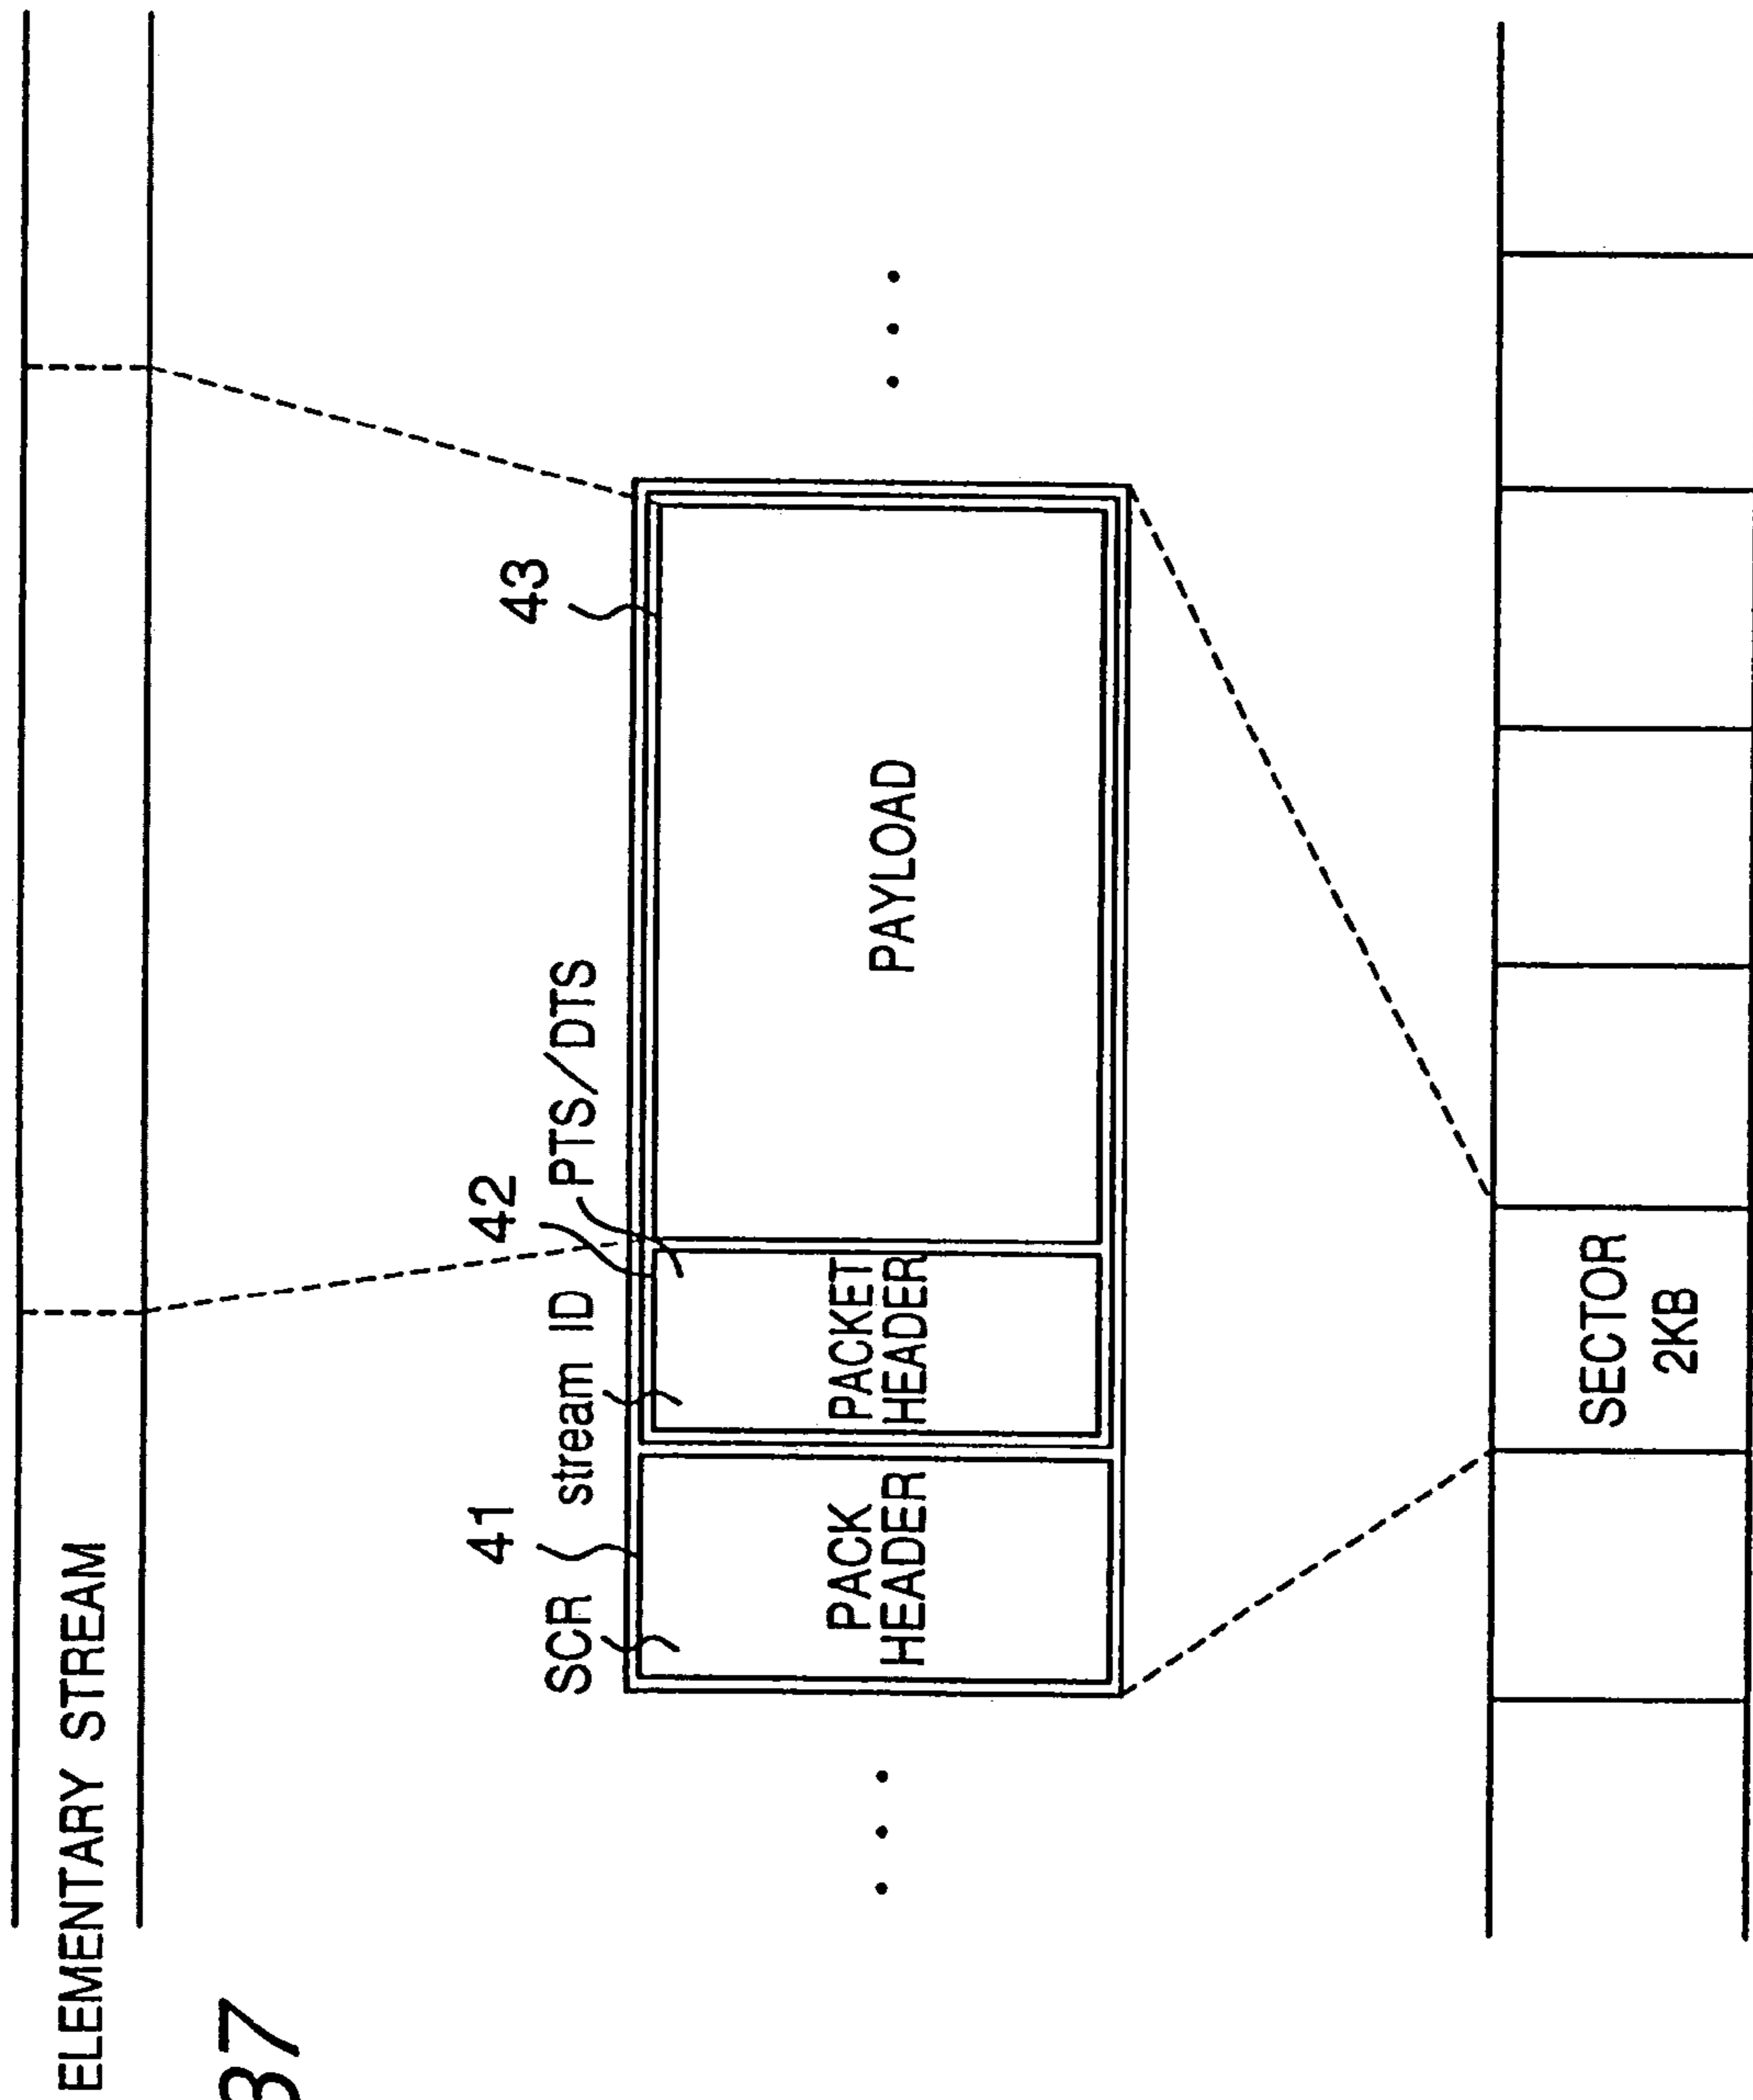 ELEMENTARY STREAM
37
41
42
43
SCR
stream ID
PTS/DTS
PACK
HEADER
PACKET
HEADER
PAYLOAD
SECTOR
2KB